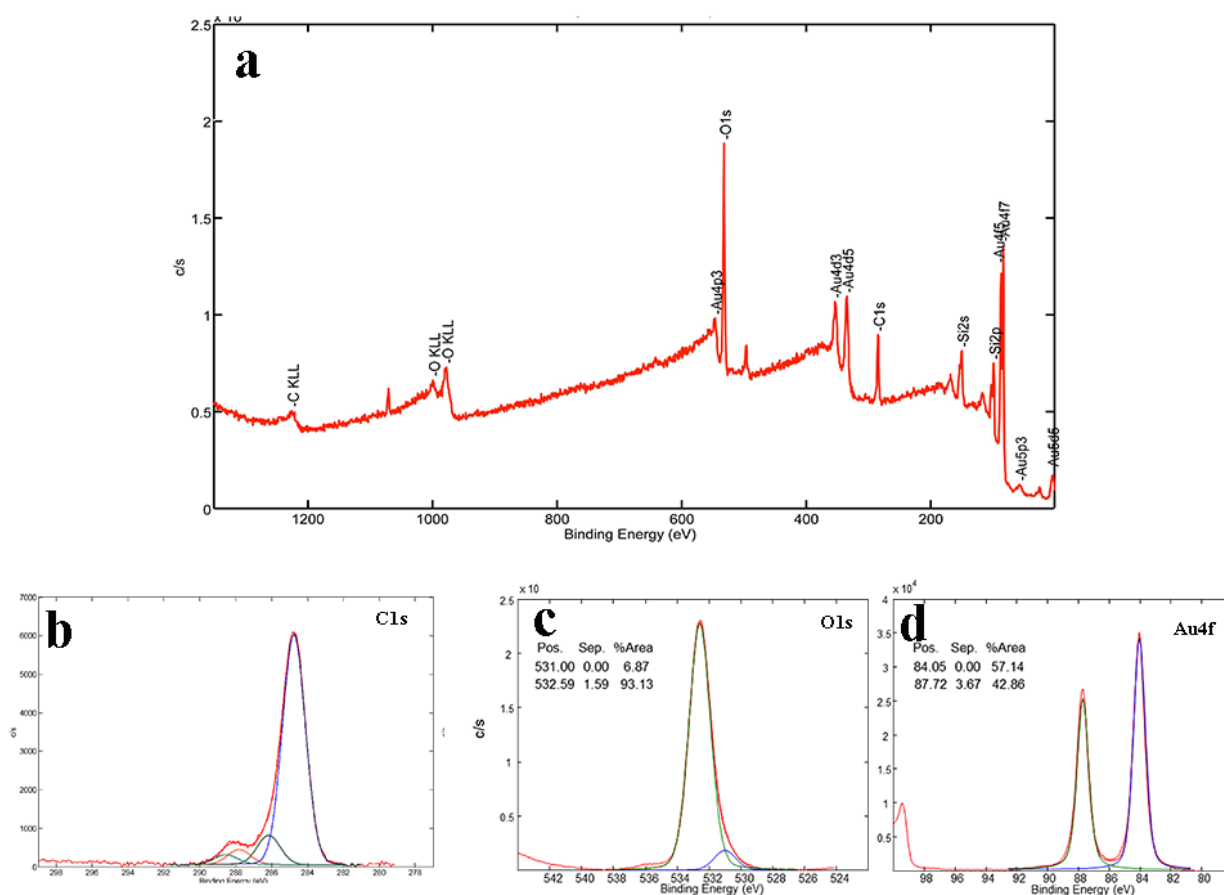 x 10
2.5
a
-O1s
2
-Au4f5
-Au4f7
1.5
c/s
-Au4p3
-Au4d3
-Au4d5
-C1s
-Si2s
-Si2p
1
-O KLL
-O KLL
-C KLL
0.5
-Au5p3
Au5d5
0
1200 1000 800 600 400 200
Binding Energy (eV)
b
C1s
7000
6000
5000
4000
3000
2000
1000
0
c/s
298 296 294 292 290 288 286 284 282 280 278
Binding Energy (eV)
c/s
x 10
2.5
c
O1s
Pos. Sep. %Area
531.00 0.00 6.87
532.59 1.59 93.13
2
1.5
c/s
1
0.5
542 540 538 536 534 532 530 528 526 524
Binding Energy (eV)
x 10⁴
4
d
Au4f
Pos. Sep. %Area
84.05 0.00 57.14
87.72 3.67 42.86
3.5
3
2.5
2
1.5
1
0.5
98 96 94 92 90 88 86 84 82 80
Binding Energy (eV)